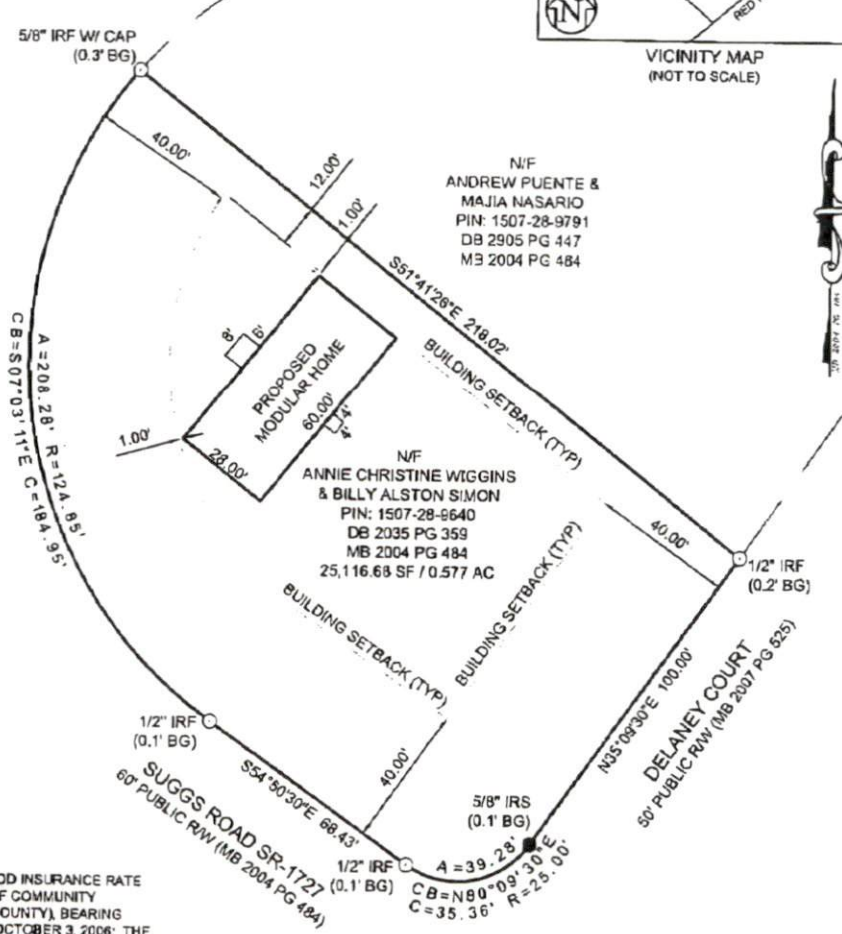 5/8" IRF W/ CAP
(0.3' BG)
N
RED
VICINITY MAP
(NOT TO SCALE)
40.00'
12.00'
1.00'
N/F
ANDREW PUENTE &
MAJIA NASARIO
PIN: 1507-28-9791
DB 2905 PG 447
MB 2004 PG 484
S51°41'26"E 218.02'
BUILDING SETBACK (TYP)
8'
6'
PROPOSED
MODULAR HOME
60.00'
4'
4'
1.00'
28.00'
A=208.28' R=124.85'
CB=S07°03'11"E C=184.95'
N/F
ANNIE CHRISTINE WIGGINS
& BILLY ALSTON SIMON
PIN: 1507-28-8640
DB 2035 PG 359
MB 2004 PG 484
25,116.68 SF / 0.577 AC
40.00'
1/2" IRF
(0.2' BG)
BUILDING SETBACK (TYP)
BUILDING SETBACK (TYP)
N35°09'30"E 100.00'
DELANEY COURT
50' PUBLIC R/W (MB 2007 PG 525)
1/2" IRF
(0.1' BG)
S54°50'30"E 68.43'
SUGGS ROAD SR-1727
60' PUBLIC R/W (MB 2004 PG 484)
40.00'
5/8" IRS
(0.1' BG)
1/2" IRF
(0.1' BG)
A=39.28'
R=25.00'
CB=N80°09'30"E
C=35.36'
OD INSURANCE RATE
F COMMUNITY
OUNTY), BEARING
OCTOBER 3, 2006; THE